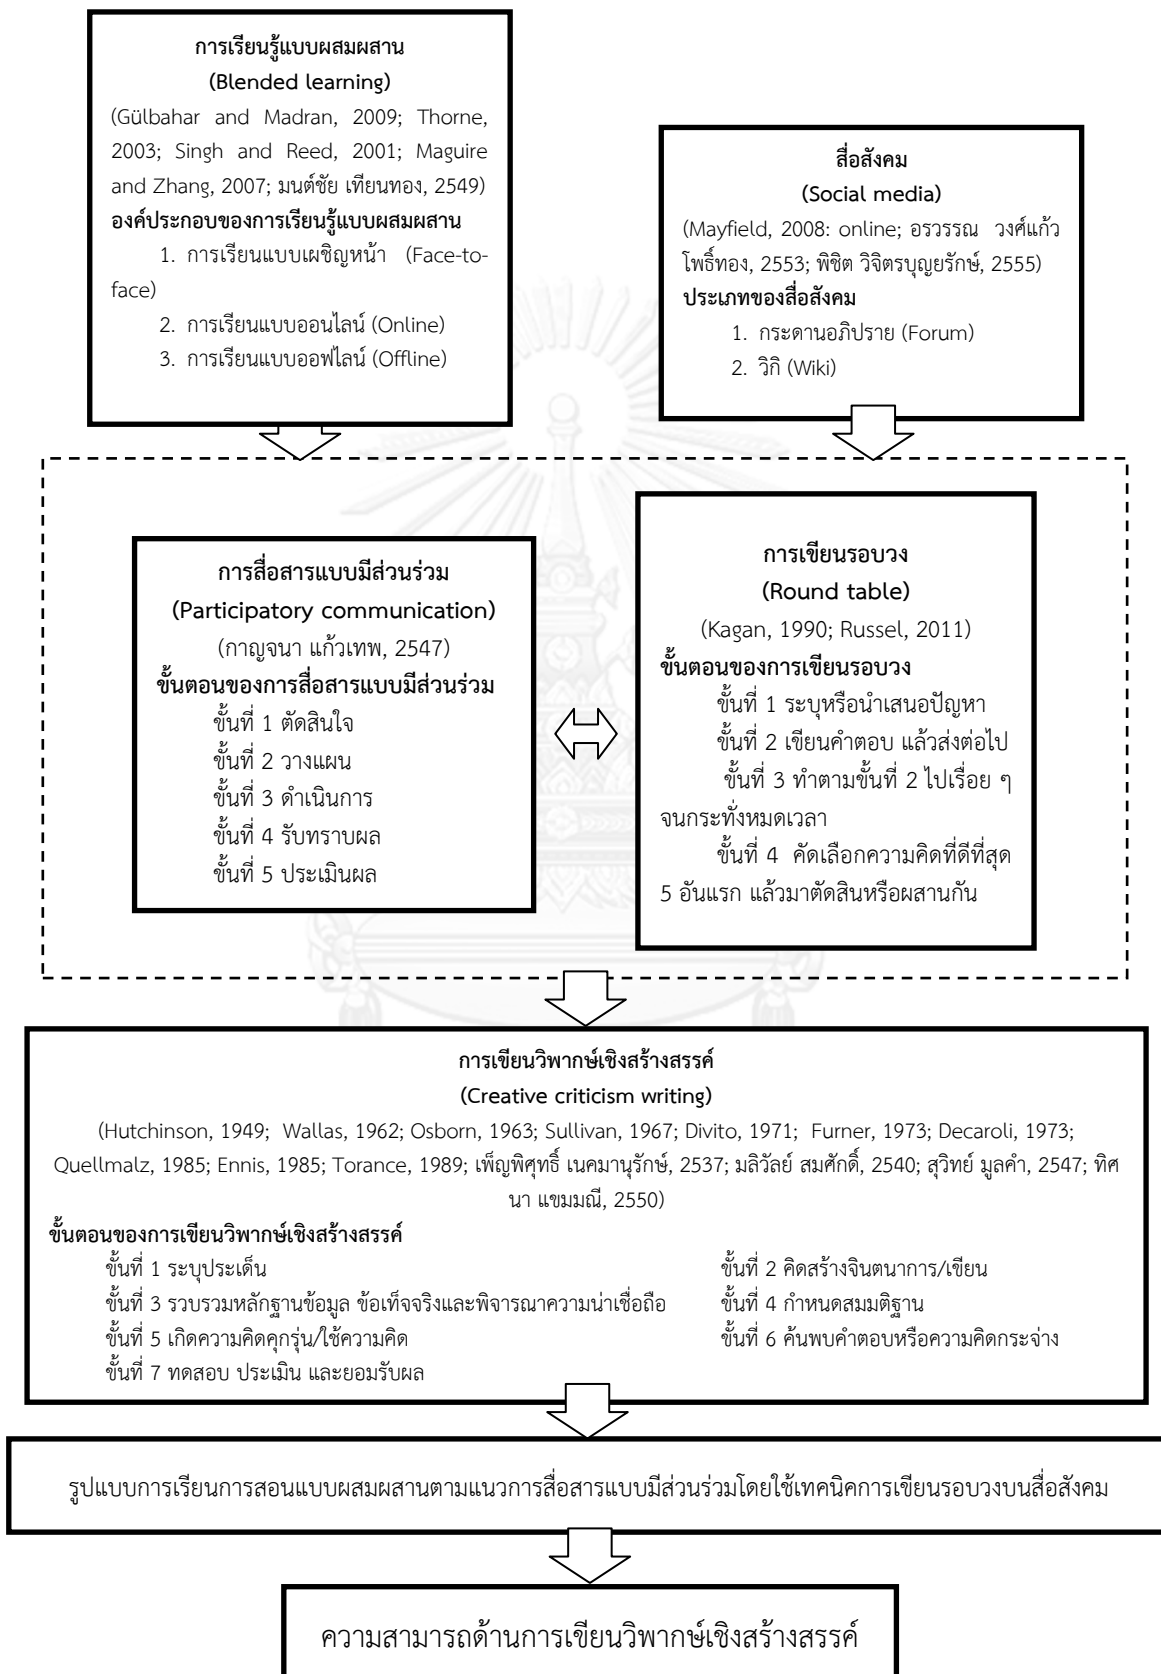 การเรียนรู้แบบผสมผสาน
(Blended learning)
(Gülbahar and Madran, 2009; Thorne,
2003; Singh and Reed, 2001; Maguire
and Zhang, 2007; มนต์ชัย เทียนทอง, 2549)
องค์ประกอบของการเรียนรู้แบบผสมผสาน
1. การเรียนแบบเผชิญหน้า (Face-to-
face)
2. การเรียนแบบออนไลน์ (Online)
3. การเรียนแบบออฟไลน์ (Offline)
สื่อสังคม
(Social media)
(Mayfield, 2008: online; อรวรรณ วงศ์แก้ว
โพธิ์ทอง, 2553; พิชิต วิจิตรบุญยรักษ์, 2555)
ประเภทของสื่อสังคม
1. กระดานอภิปราย (Forum)
2. วิกิ (Wiki)
การสื่อสารแบบมีส่วนร่วม
(Participatory communication)
(กาญจนา แก้วเทพ, 2547)
ขั้นตอนของการสื่อสารแบบมีส่วนร่วม
ขั้นที่ 1 ตัดสินใจ
ขั้นที่ 2 วางแผน
ขั้นที่ 3 ดำเนินการ
ขั้นที่ 4 รับทราบผล
ขั้นที่ 5 ประเมินผล
การเขียนรอบวง
(Round table)
(Kagan, 1990; Russel, 2011)
ขั้นตอนของการเขียนรอบวง
ขั้นที่ 1 ระบุหรือนำเสนอปัญหา
ขั้นที่ 2 เขียนคำตอบ แล้วส่งต่อไป
ขั้นที่ 3 ทำตามขั้นที่ 2 ไปเรื่อย ๆ
จนกระทั่งหมดเวลา
ขั้นที่ 4 คัดเลือกความคิดที่ดีที่สุด
5 อันแรก แล้วมาตัดสินหรือผสานกัน
การเขียนวิพากษ์เชิงสร้างสรรค์
(Creative criticism writing)
(Hutchinson, 1949; Wallas, 1962; Osborn, 1963; Sullivan, 1967; Divito, 1971; Furner, 1973; Decaroli, 1973;
Quellmalz, 1985; Ennis, 1985; Torance, 1989; เพ็ญพิศุทธิ์ เนคมานุรักษ์, 2537; มลิวัลย์ สมศักดิ์, 2540; สุวิทย์ มูลคำ, 2547; ทิศ
นา แขมมณี, 2550)
ขั้นตอนของการเขียนวิพากษ์เชิงสร้างสรรค์
ขั้นที่ 1 ระบุประเด็น
ขั้นที่ 2 คิดสร้างจินตนาการ/เขียน
ขั้นที่ 3 รวบรวมหลักฐานข้อมูล ข้อเท็จจริงและพิจารณาความน่าเชื่อถือ
ขั้นที่ 4 กำหนดสมมติฐาน
ขั้นที่ 5 เกิดความคิดคุกรุ่น/ใช้ความคิด
ขั้นที่ 6 ค้นพบคำตอบหรือความคิดกระจ่าง
ขั้นที่ 7 ทดสอบ ประเมิน และยอมรับผล
รูปแบบการเรียนการสอนแบบผสมผสานตามแนวการสื่อสารแบบมีส่วนร่วมโดยใช้เทคนิคการเขียนรอบวงบนสื่อสังคม
ความสามารถด้านการเขียนวิพากษ์เชิงสร้างสรรค์